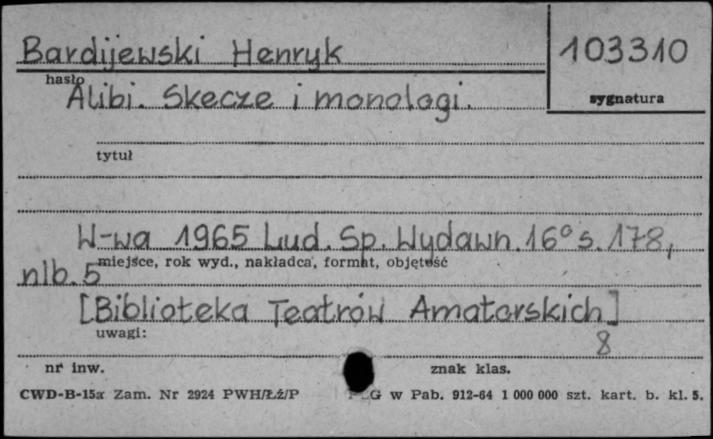 Bardijewski Henryk
103310
hasło
sygnatura
Alibi. Skecze i monologi.
tytuł
W-wa 1965 Lud. Sp. Wydawn. 16° s. 178,
miejsce, rok wyd., nakładca, format, objętość
nlb. 5
[Biblioteka Teatrów Amatorskich]
uwagi:
8
nr inw.
znak klas.
CWD-B-15a Zam. Nr 2924 PWH/Łź/P
G w Pab. 912-64 1 000 000 szt. kart. b. kl. 5.